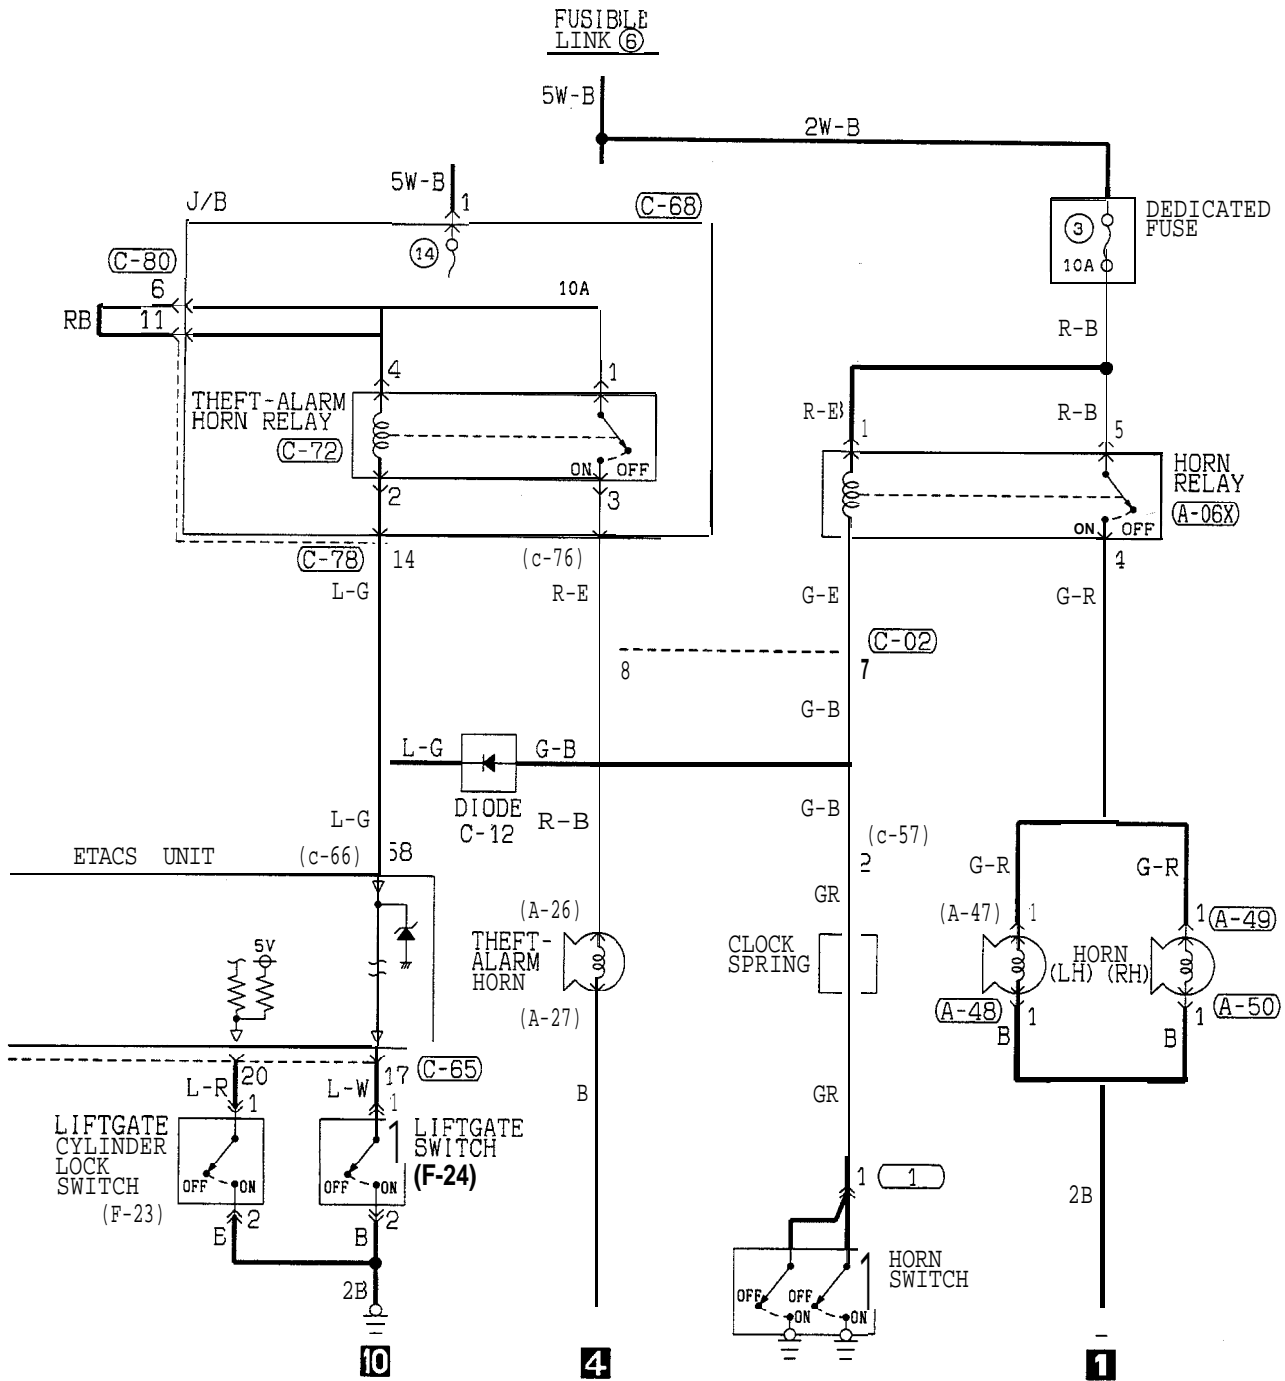 FUSIBLE
LINK 6
5W-B
2W-B
5W-B
1
J/B
C-68
DEDICATED
FUSE
3
10A
14
C-80
6
10A
RB
11
R-B
4
1
THEFT-ALARM
HORN RELAY
C-72
R-B
1
5
ON
OFF
HORN
RELAY
A-06X
2
3
ON
OFF
C-78
14
(c-76)
4
L-G
R-E
G-E
G-R
C-02
8
7
G-B
L-G
G-B
DIODE
C-12
R-B
G-B
L-G
(c-57)
ETACS UNIT
(c-66)
2
G-R
G-R
GR
(A-26)
(A-47)
1
1
A-49
5V
THEFT-
ALARM
HORN
CLOCK
SPRING
HORN
(LH)
(RH)
(A-27)
A-48
1
1
A-50
B
B
20
17
C-65
L-R
L-W
1
1
B
GR
LIFTGATE
CYLINDER
LOCK
SWITCH
(F-23)
OFF
ON
OFF
ON
1
LIFTGATE
SWITCH
(F-24)
1
1
2B
2
2
E
B
2B
HORN
SWITCH
1
OFF
OFF
ON
ON
10
4
1